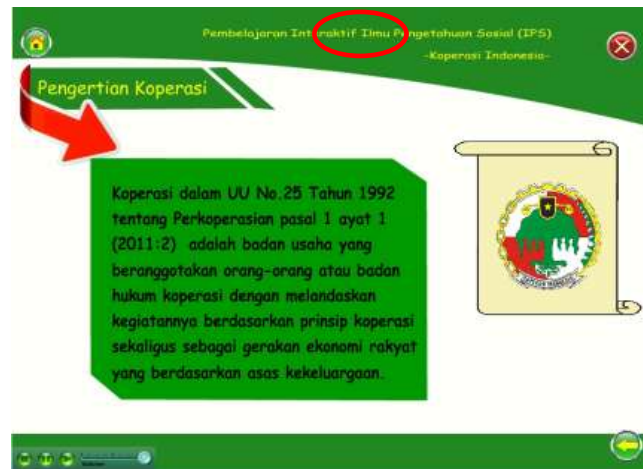 Pembelajaran Interaktif Ilmu Pengetahuan Sosial (IPS)
-Koperasi Indonesia-
Pengertian Koperasi
Koperasi dalam UU No.25 Tahun 1992
tentang Perkoperasian pasal 1 ayat 1
(2011:2) adalah badan usaha yang
beranggotakan orang-orang atau badan
hukum koperasi dengan melandaskan
kegiatannya berdasarkan prinsip koperasi
sekaligus sebagai gerakan ekonomi rakyat
yang berdasarkan asas kekeluargaan.